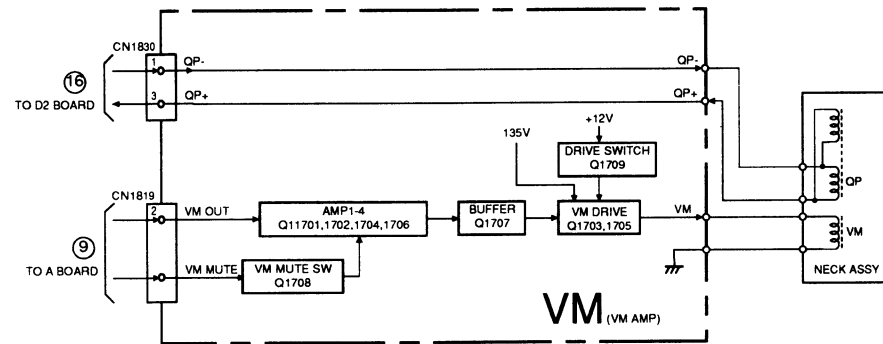 CN1830
1
QP-
QP-
16
3
QP+
QP+
TO D2 BOARD
+12V
135V
DRIVE SWITCH
Q1709
QP
CN1819
2
VM OUT
AMP1-4
Q11701,1702,1704,1706
BUFFER
Q1707
VM DRIVE
Q1703,1705
VM
VM
9
TO A BOARD
VM MUTE
VM MUTE SW
Q1708
NECK ASSY
VM (VM AMP)